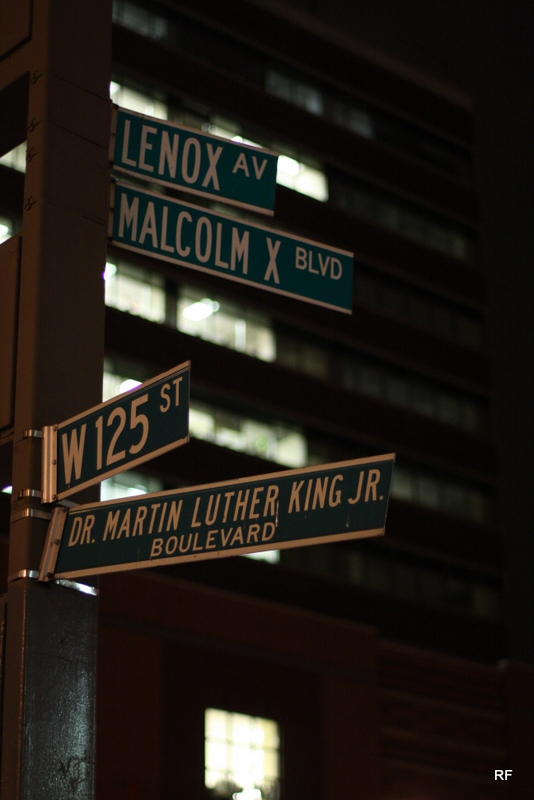 LENOX AV
MALCOLM X BLVD
W 125 ST
DR. MARTIN LUTHER KING JR.
BOULEVARD
RF